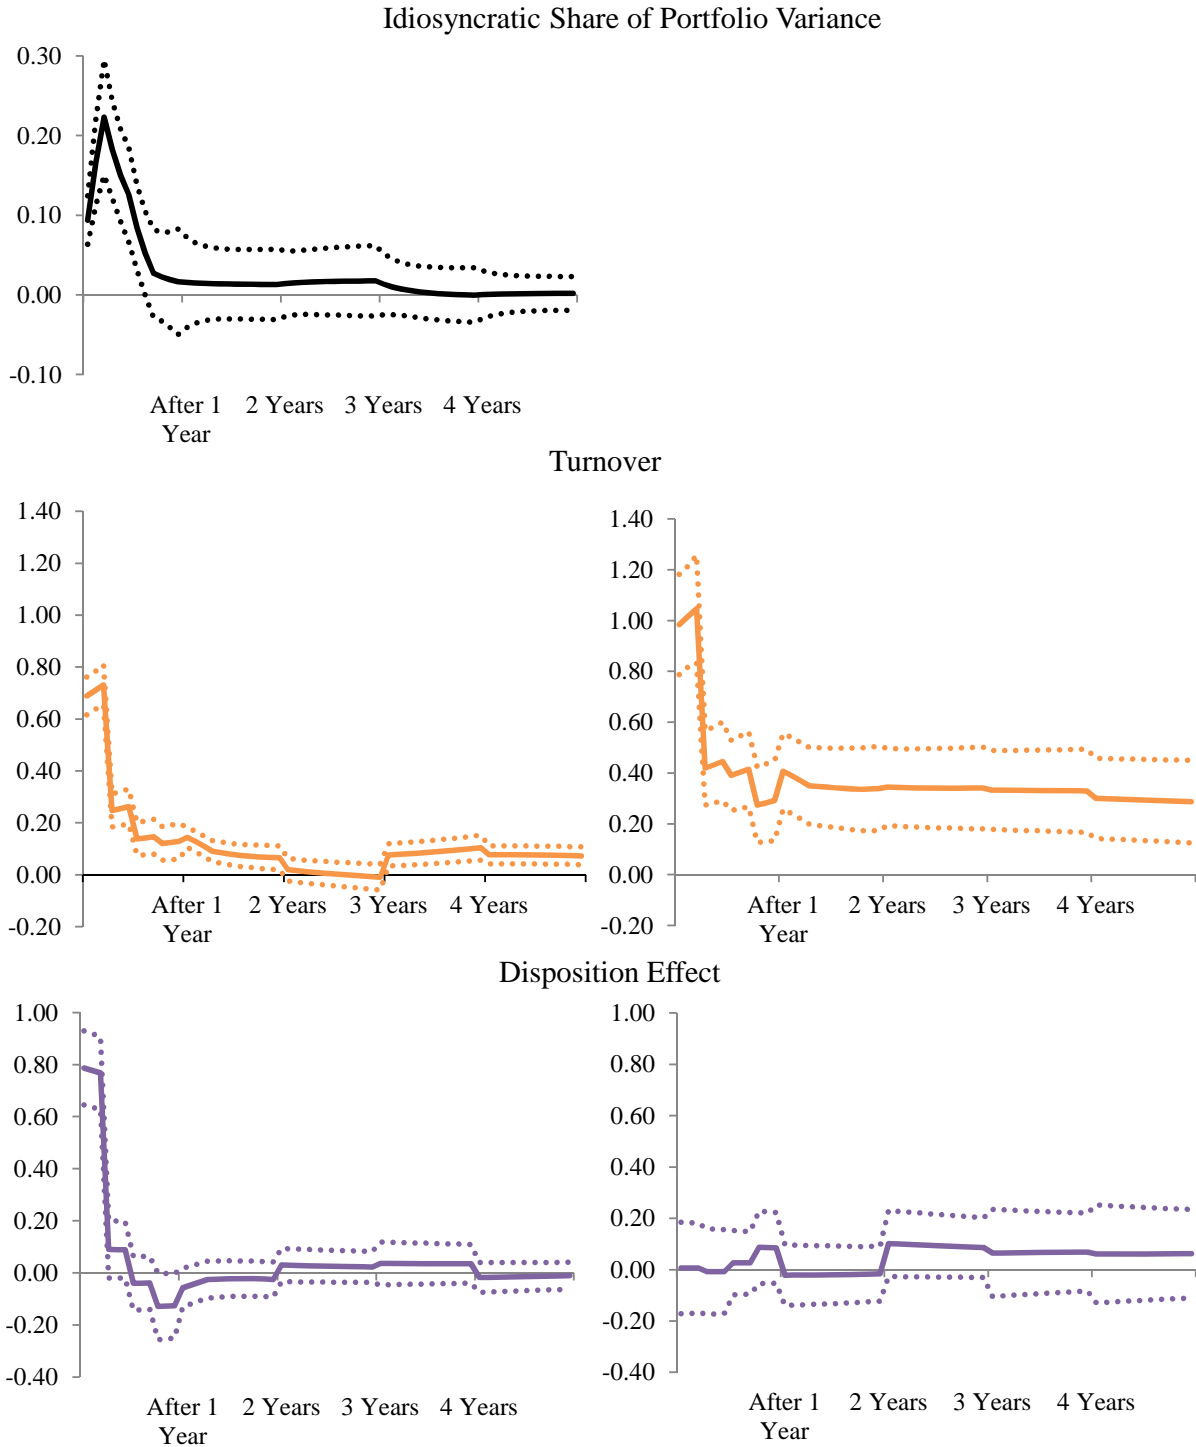 Idiosyncratic Share of Portfolio Variance
0.30
0.20
0.10
0.00
-0.10
After 1 Year
2 Years
3 Years
4 Years
Turnover
1.40
1.20
1.00
0.80
0.60
0.40
0.20
0.00
-0.20
After 1 Year
2 Years
3 Years
4 Years
1.40
1.20
1.00
0.80
0.60
0.40
0.20
0.00
-0.20
After 1 Year
2 Years
3 Years
4 Years
Disposition Effect
1.00
0.80
0.60
0.40
0.20
0.00
-0.20
-0.40
After 1 Year
2 Years
3 Years
4 Years
1.00
0.80
0.60
0.40
0.20
0.00
-0.20
-0.40
After 1 Year
2 Years
3 Years
4 Years